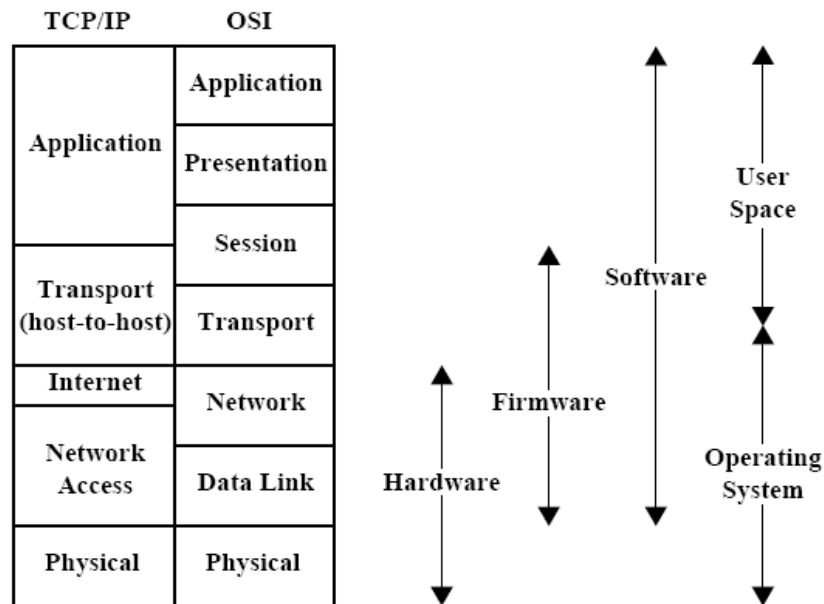 TCP/IP
OSI
Application
Application
Presentation
Session
Transport
(host-to-host)
Transport
Internet
Network
Network
Access
Data Link
Physical
Physical
Hardware
Firmware
Software
User
Space
Operating
System